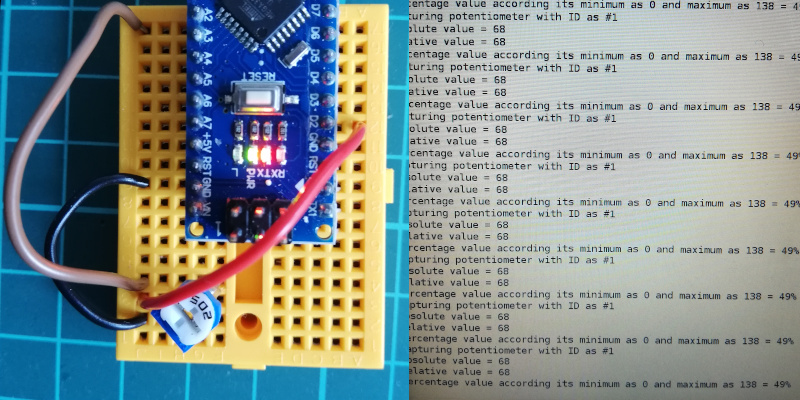 A2
A3
A4
A5
A6
A7
+5V
RST
GND
D7
D6
D5
D4
D3
D2
GND
RST
TX1
RESET
L
PWR
RXTX
1
centage value according its minimum as 0 and maximum as 138 = 4
turing potentiometer with ID as #1
olute value = 68
ative value = 68
centage value according its minimum as 0 and maximum as 138 = 49
turing potentiometer with ID as #1
olute value = 68
ative value = 68
centage value according its minimum as 0 and maximum as 138 = 49
turing potentiometer with ID as #1
solute value = 68
lative value = 68
centage value according its minimum as 0 and maximum as 138 = 49%
turing potentiometer with ID as #1
solute value = 68
lative value = 68
rcentage value according its minimum as 0 and maximum as 138 = 49%
pturing potentiometer with ID as #1
solute value = 68
lative value = 68
rcentage value according its minimum as 0 and maximum as 138 = 49%
pturing potentiometer with ID as #1
solute value = 68
lative value = 68
rcentage value according its minimum as 0 and maximum as 138 = 49%
pturing potentiometer with ID as #1
bsolute value = 68
elative value = 68
ercentage value according its minimum as 0 and maximum as 138 = 49%
apturing potentiometer with ID as #1
bsolute value = 68
elative value = 68
ercentage value according its minimum as 0 and maximum as 138 = 49%